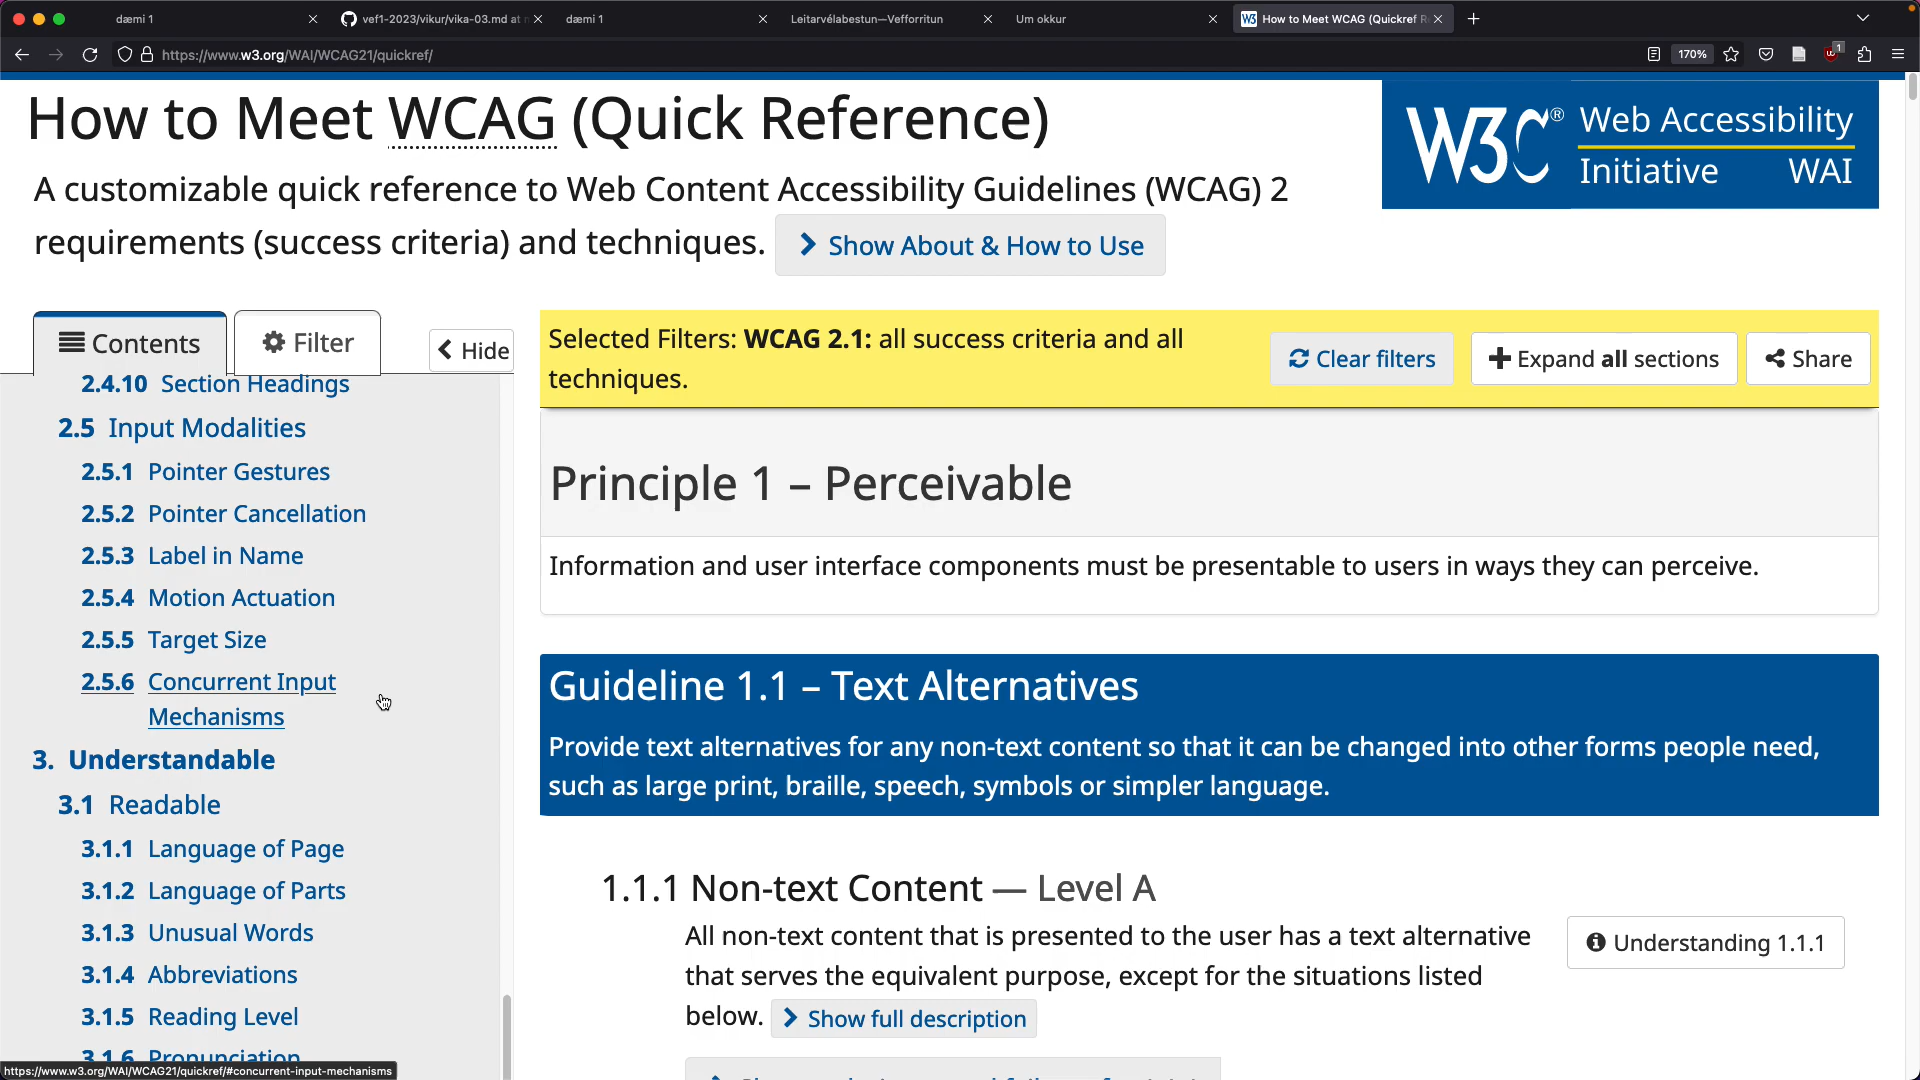 dæmi 1
vef1-2023/vikur/vika-03.md at n
dæmi 1
Leitarvélabestun—Vefforritun
Um okkur
How to Meet WCAG (Quickref R
https://www.w3.org/WAI/WCAG21/quickref/
170%
1
How to Meet WCAG (Quick Reference)
W3C® Web Accessibility
Initiative WAI
A customizable quick reference to Web Content Accessibility Guidelines (WCAG) 2
requirements (success criteria) and techniques.
Show About & How to Use
Contents
Filter
Hide
2.4.10 Section Headings
2.5 Input Modalities
2.5.1 Pointer Gestures
2.5.2 Pointer Cancellation
2.5.3 Label in Name
2.5.4 Motion Actuation
2.5.5 Target Size
2.5.6 Concurrent Input
Mechanisms
3. Understandable
3.1 Readable
3.1.1 Language of Page
3.1.2 Language of Parts
3.1.3 Unusual Words
3.1.4 Abbreviations
3.1.5 Reading Level
3.1.6 Pronunciation
https://www.w3.org/WAI/WCAG21/quickref/#concurrent-input-mechanisms
Selected Filters: WCAG 2.1: all success criteria and all
techniques.
Clear filters
Expand all sections
Share
Principle 1 – Perceivable
Information and user interface components must be presentable to users in ways they can perceive.
Guideline 1.1 – Text Alternatives
Provide text alternatives for any non-text content so that it can be changed into other forms people need,
such as large print, braille, speech, symbols or simpler language.
1.1.1 Non-text Content — Level A
All non-text content that is presented to the user has a text alternative
that serves the equivalent purpose, except for the situations listed
below.
Show full description
Understanding 1.1.1